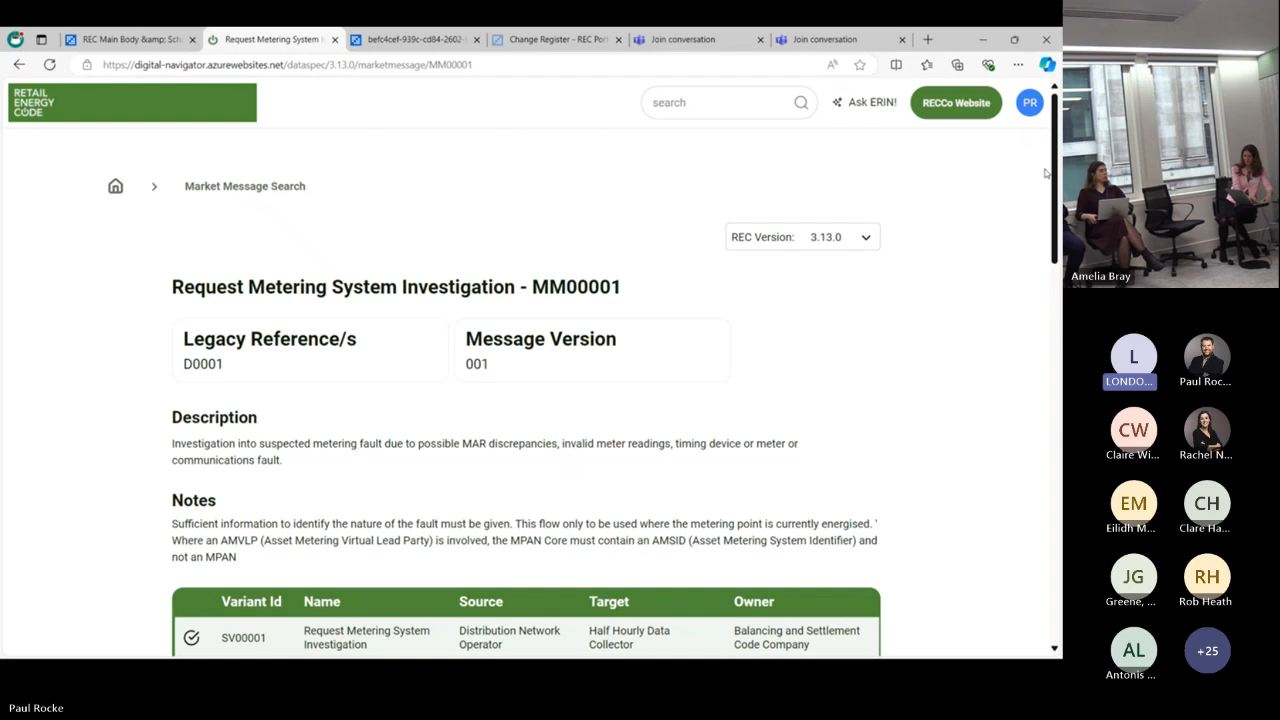 REC Main Body &amp; Sch
Request Metering System I
befc4cef-939c-cd84-2602-
Change Register - REC Por
Join conversation
Join conversation
https://digital-navigator.azurewebsites.net/dataspec/3.13.0/marketmessage/MM00001
RETAIL
ENERGY
CODE
search
Ask ERIN!
RECCo Website
PR
Market Message Search
REC Version: 3.13.0
Request Metering System Investigation - MM00001
Legacy Reference/s
D0001
Message Version
001
Description
Investigation into suspected metering fault due to possible MAR discrepancies, invalid meter readings, timing device or meter or
communications fault.
Notes
Sufficient information to identify the nature of the fault must be given. This flow only to be used where the metering point is currently energised. '
Where an AMVLP (Asset Metering Virtual Lead Party) is involved, the MPAN Core must contain an AMSID (Asset Metering System Identifier) and
not an MPAN
Variant Id Name Source Target Owner
SV00001
Request Metering System
Investigation
Distribution Network
Operator
Half Hourly Data
Collector
Balancing and Settlement
Code Company
Amelia Bray
L
LONDO...
Paul Roc...
CW
Claire Wi...
Rachel N...
EM
Eilidh M...
CH
Clare Ha...
JG
Greene, ...
RH
Rob Heath
AL
Antonis ...
+25
Paul Rocke